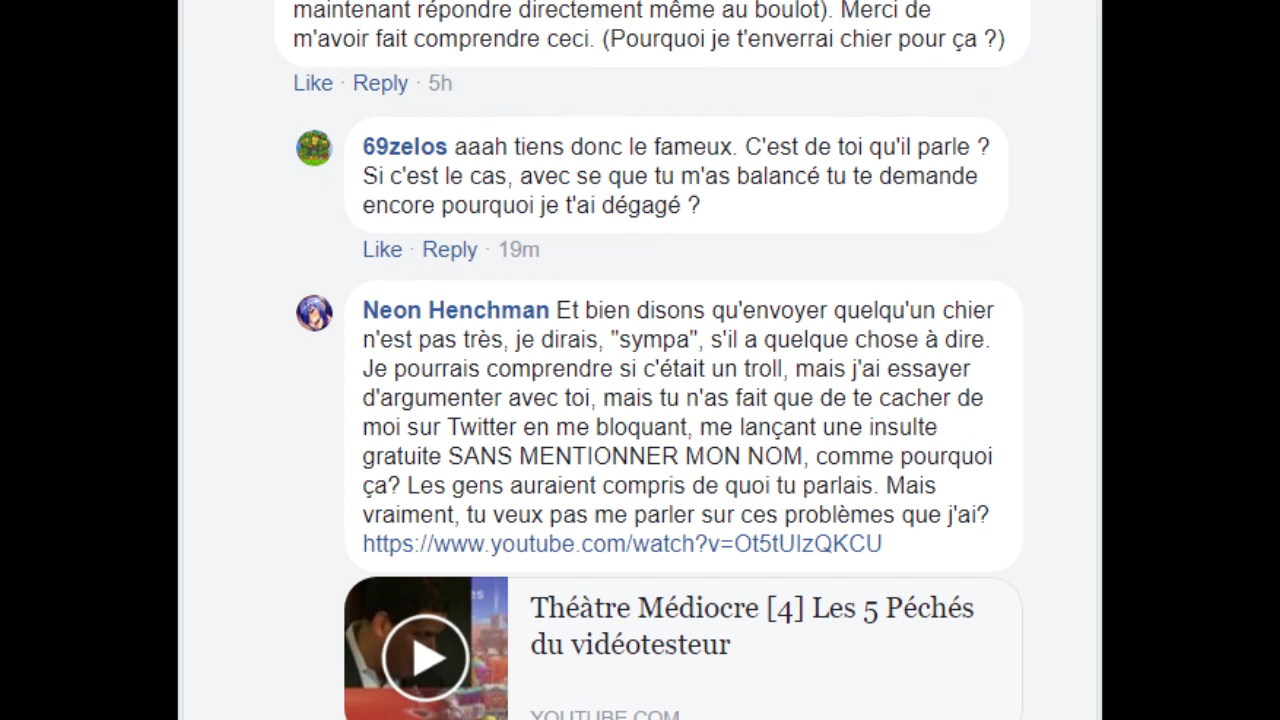 maintenant répondre directement même au boulot). Merci de
m'avoir fait comprendre ceci. (Pourquoi je t'enverrai chier pour ça ?)
Like · Reply · 5h
69zelos aaah tiens donc le fameux. C'est de toi qu'il parle ?
Si c'est le cas, avec se que tu m'as balancé tu te demande
encore pourquoi je t'ai dégagé ?
Like · Reply · 19m
Neon Henchman Et bien disons qu'envoyer quelqu'un chier
n'est pas très, je dirais, "sympa", s'il a quelque chose à dire.
Je pourrais comprendre si c'était un troll, mais j'ai essayer
d'argumenter avec toi, mais tu n'as fait que de te cacher de
moi sur Twitter en me bloquant, me lançant une insulte
gratuite SANS MENTIONNER MON NOM, comme pourquoi
ça? Les gens auraient compris de quoi tu parlais. Mais
vraiment, tu veux pas me parler sur ces problèmes que j'ai?
https://www.youtube.com/watch?v=Ot5tUIzQKCU
Théàtre Médiocre [4] Les 5 Péchés
du vidéotesteur
YOUTUBE.COM